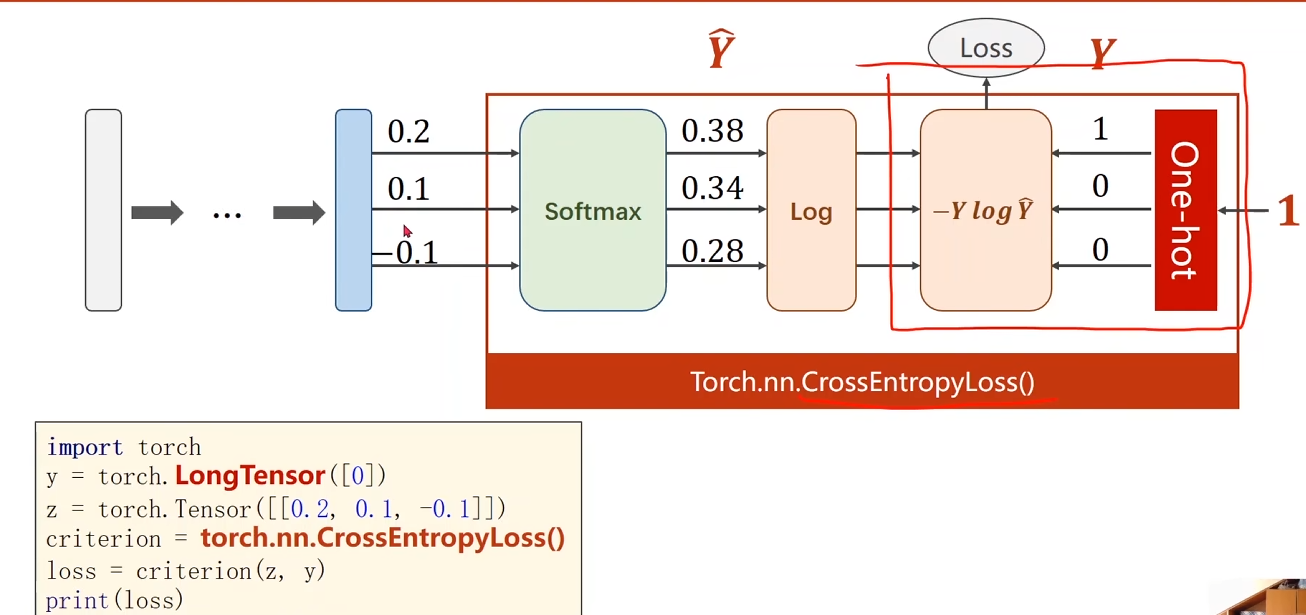 Ŷ
Loss
Y
0.2
0.38
1
0.1
0.34
0
...
Softmax
Log
−Y log Ŷ
One-hot
1
−0.1
0.28
0
Torch.nn.CrossEntropyLoss()
import torch
y = torch.LongTensor([0])
z = torch.Tensor([[0.2, 0.1, -0.1]])
criterion = torch.nn.CrossEntropyLoss()
loss = criterion(z, y)
print(loss)